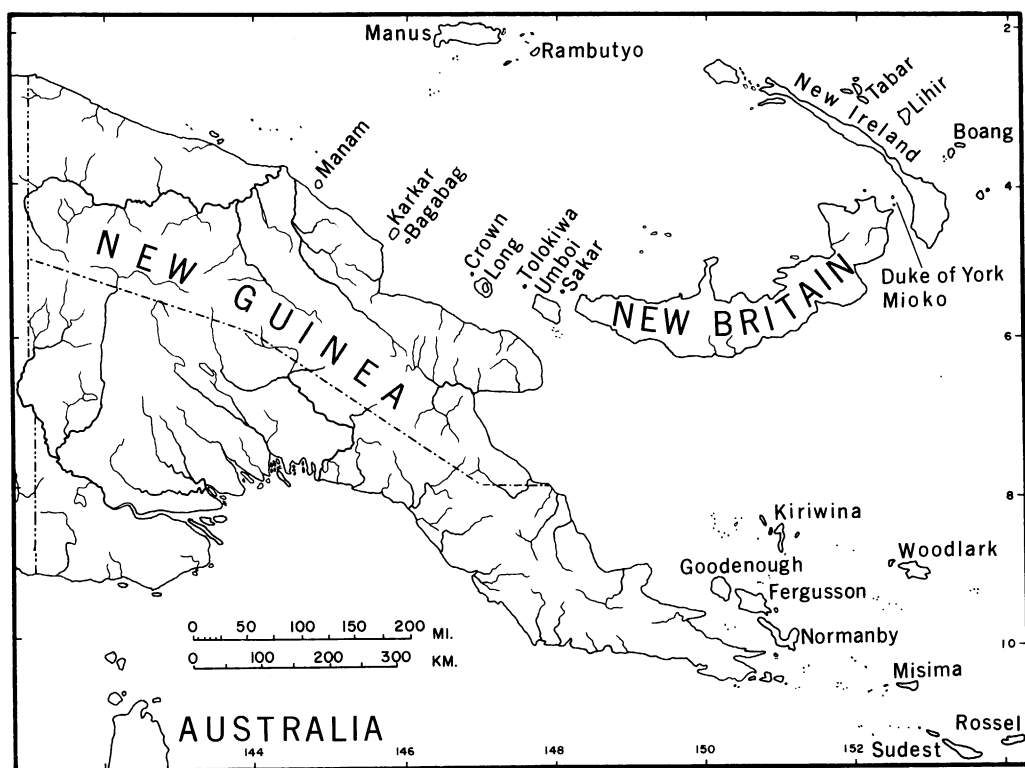 Manus
Rambutyo
2
New Ireland
Tabar
Lihir
Boang
Manam
Karkar
Bagabag
4
Crown
Long
Tolokiwa
Umboi
Sakar
Duke of York
Mioko
NEW GUINEA
NEW BRITAIN
6
8
Kiriwina
Woodlark
Goodenough
Fergusson
Normanby
10
0 50 100 150 200 MI.
0 100 200 300 KM.
Misima
Rossel
Sudest
AUSTRALIA
144 146 148 150 152